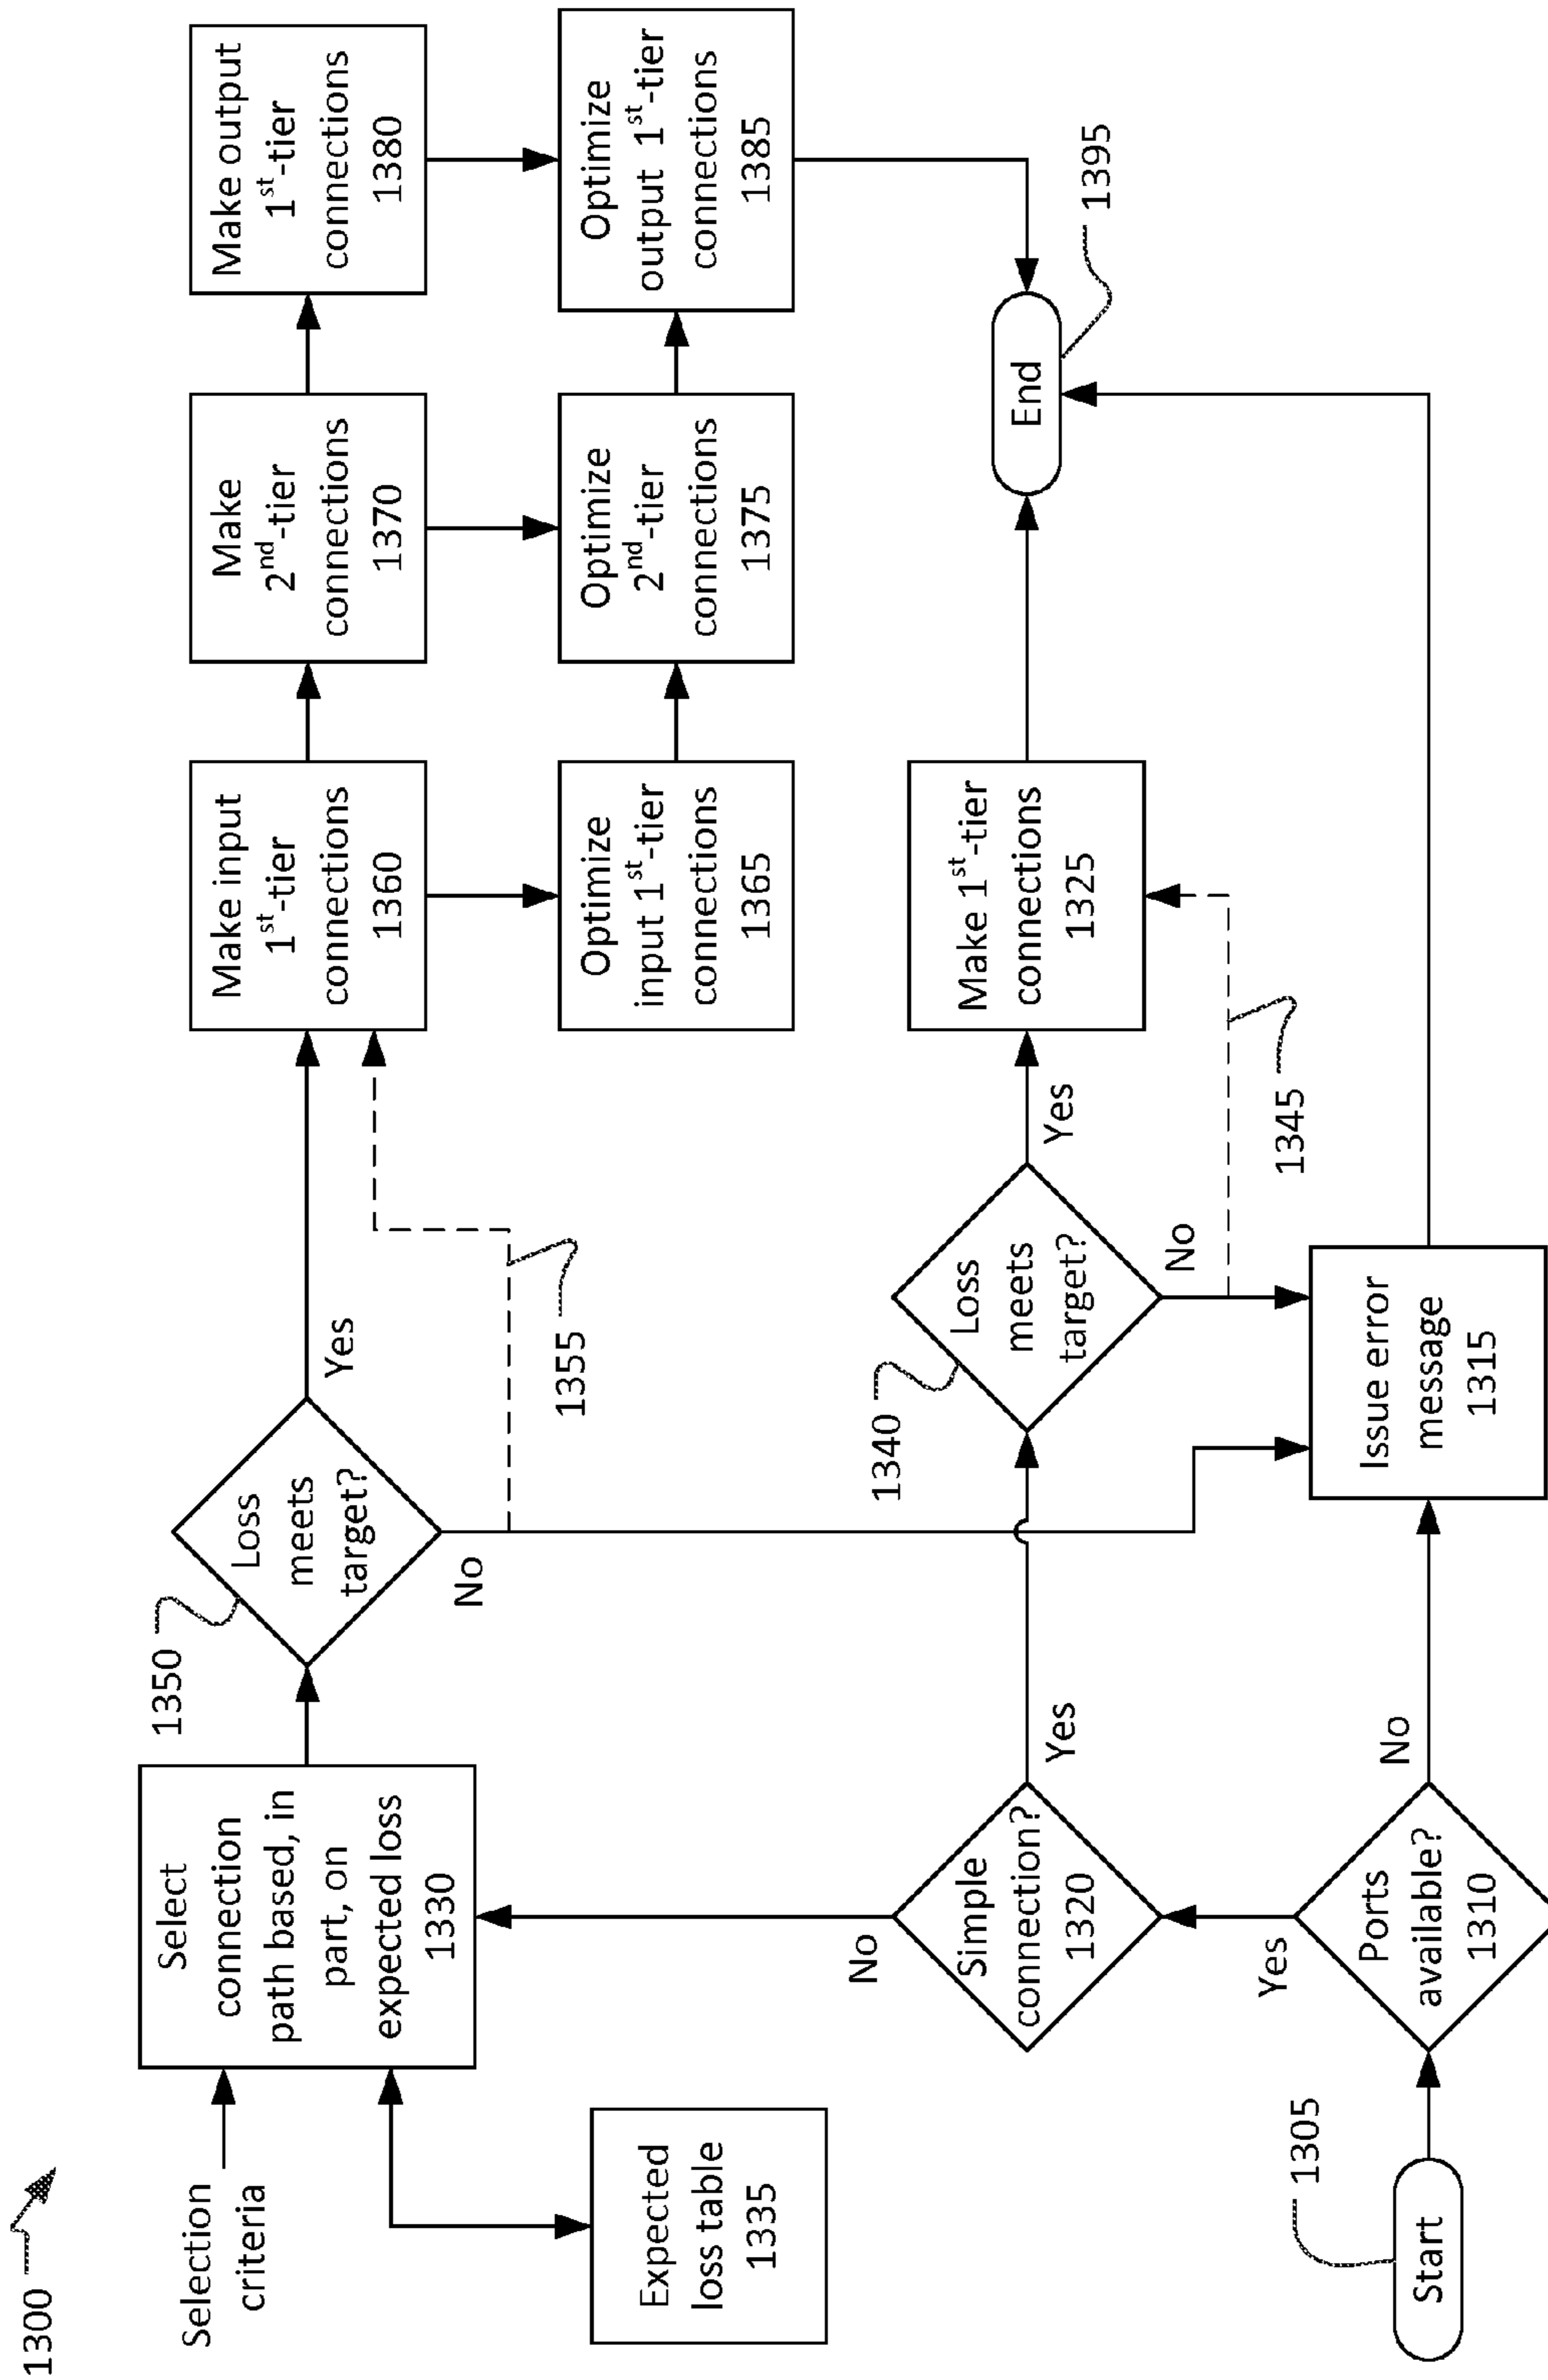 1300
Selection
criteria
Select
connection
path based, in
part, on
expected loss
1330
Expected
loss table
1335
1350
Loss
meets
target?
Yes
No
1355
Make input
1st-tier
connections
1360
Make
2nd-tier
connections
1370
Make output
1st-tier
connections
1380
Optimize
input 1st-tier
connections
1365
Optimize
2nd-tier
connections
1375
Optimize
output 1st-tier
connections
1385
Simple
connection?
1320
No
Yes
1340
Loss
meets
target?
Yes
No
1345
Make 1st-tier
connections
1325
End
1395
1305
Start
Ports
available?
1310
Yes
No
Issue error
message
1315